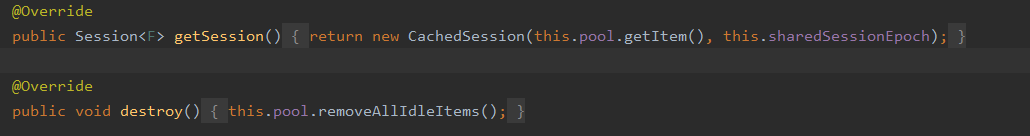 @Override
public Session<F> getSession() { return new CachedSession(this.pool.getItem(), this.sharedSessionEpoch); }
@Override
public void destroy() { this.pool.removeAllIdleItems(); }